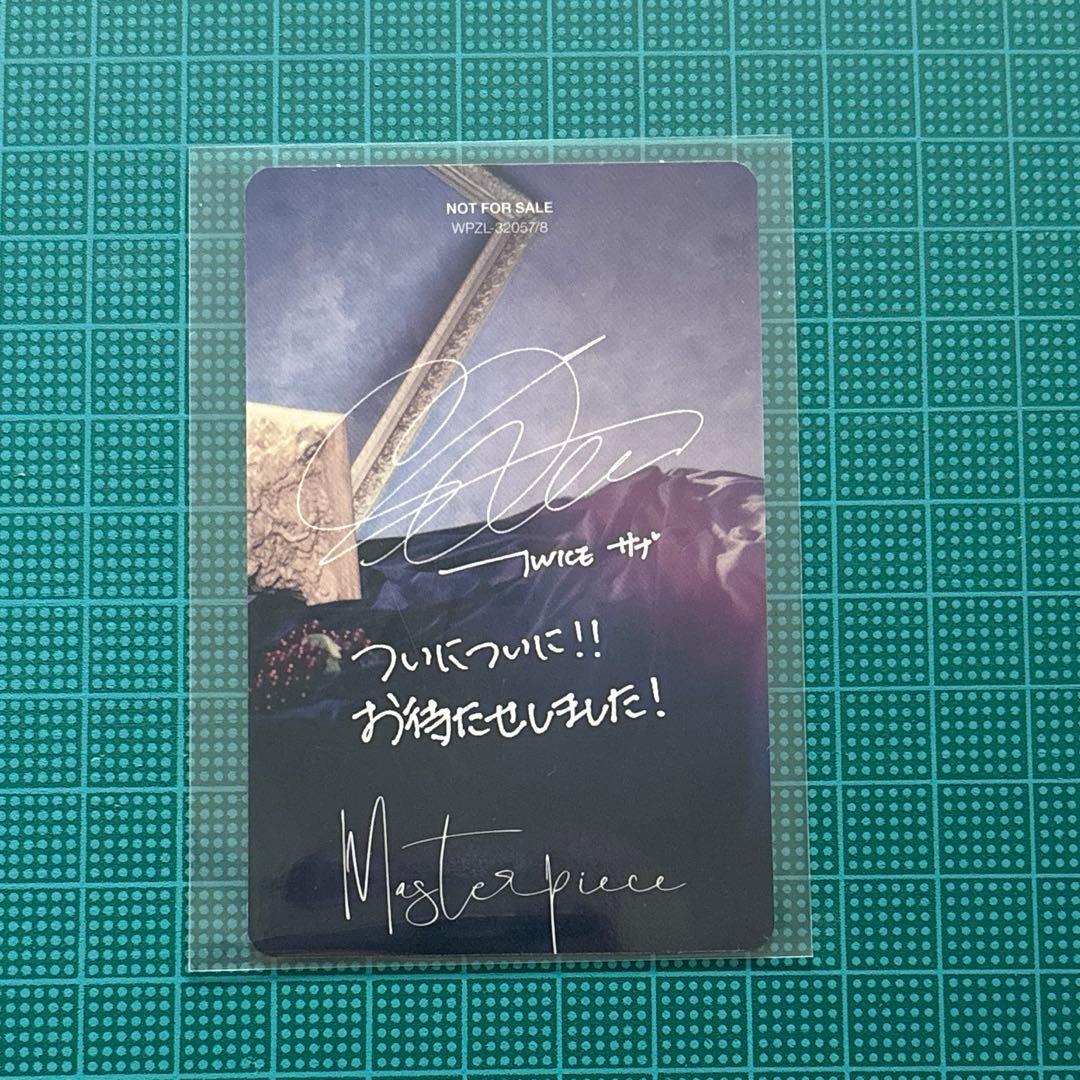 NOT FOR SALE
WPZL-32057/8
TWICE サナ
ついについに!!
お待たせしました!
Masterpiece